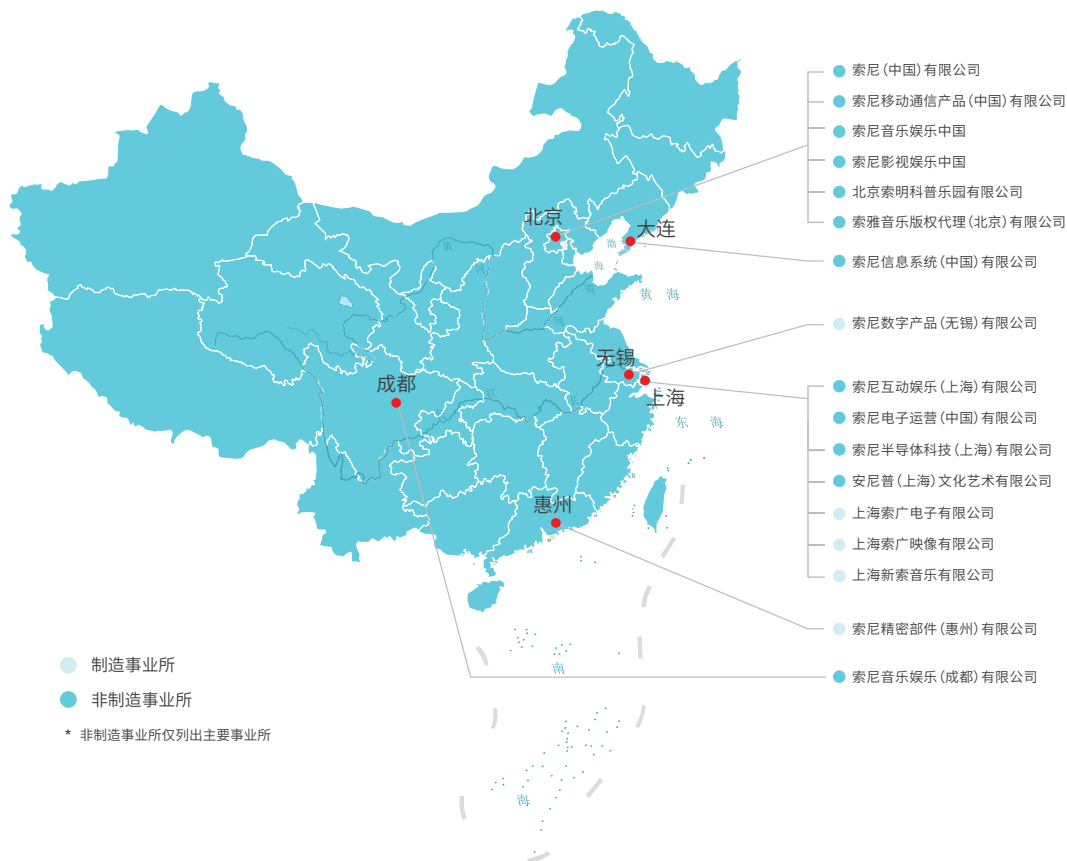 索尼(中国)有限公司
索尼移动通信产品(中国)有限公司
索尼音乐娱乐中国
索尼影视娱乐中国
北京索明科普乐园有限公司
索雅音乐版权代理(北京)有限公司
北京
大连
渤
海
黄
河
黄 海
黄
河
索尼信息系统(中国)有限公司
索尼数字产品(无锡)有限公司
无锡
上海
成都
江
长
东 海
索尼互动娱乐(上海)有限公司
索尼电子运营(中国)有限公司
索尼半导体科技(上海)有限公司
安尼普(上海)文化艺术有限公司
上海索广电子有限公司
上海索广映像有限公司
上海新索音乐有限公司
惠州
索尼精密部件(惠州)有限公司
索尼音乐娱乐(成都)有限公司
南
海
制造事业所
非制造事业所
* 非制造事业所仅列出主要事业所